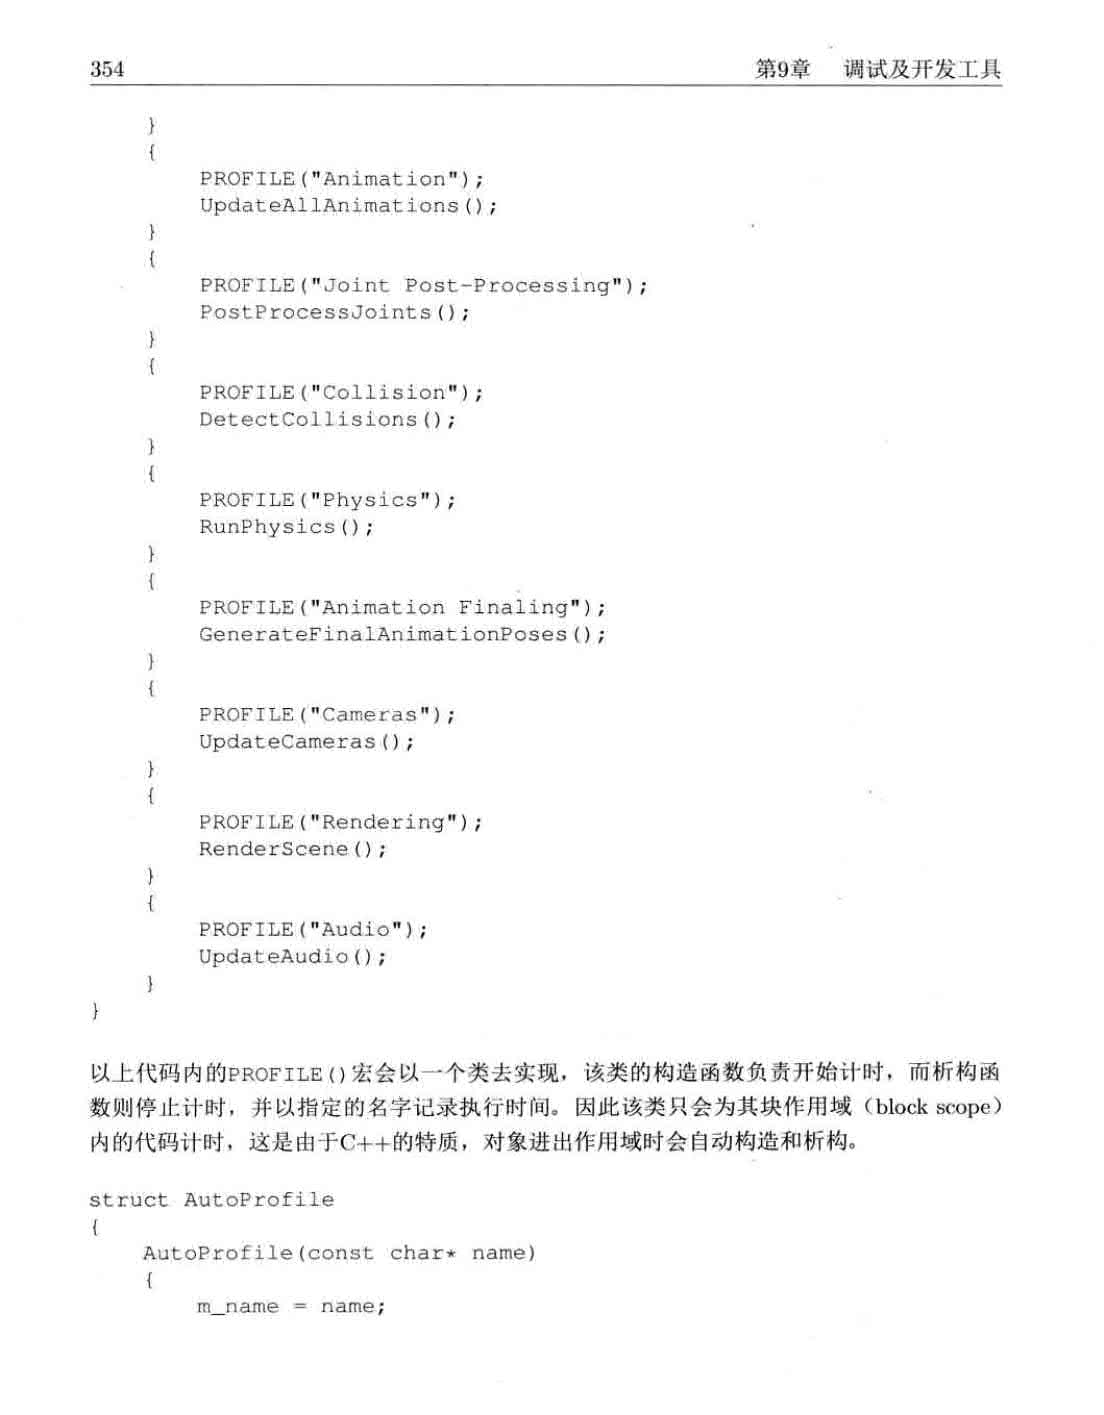 354
第9章 调试及开发工具
}
{
PROFILE("Animation");
UpdateAllAnimations();
}
{
PROFILE("Joint Post-Processing");
PostProcessJoints();
}
{
PROFILE("Collision");
DetectCollisions();
}
{
PROFILE("Physics");
RunPhysics();
}
{
PROFILE("Animation Finaling");
GenerateFinalAnimationPoses();
}
{
PROFILE("Cameras");
UpdateCameras();
}
{
PROFILE("Rendering");
RenderScene();
}
{
PROFILE("Audio");
UpdateAudio();
}
}
以上代码内的PROFILE()宏会以一个类去实现，该类的构造函数负责开始计时，而析构函
数则停止计时，并以指定的名字记录执行时间。因此该类只会为其块作用域（block scope）
内的代码计时，这是由于C++的特质，对象进出作用域时会自动构造和析构。
struct AutoProfile
{
AutoProfile(const char* name)
{
m_name = name;